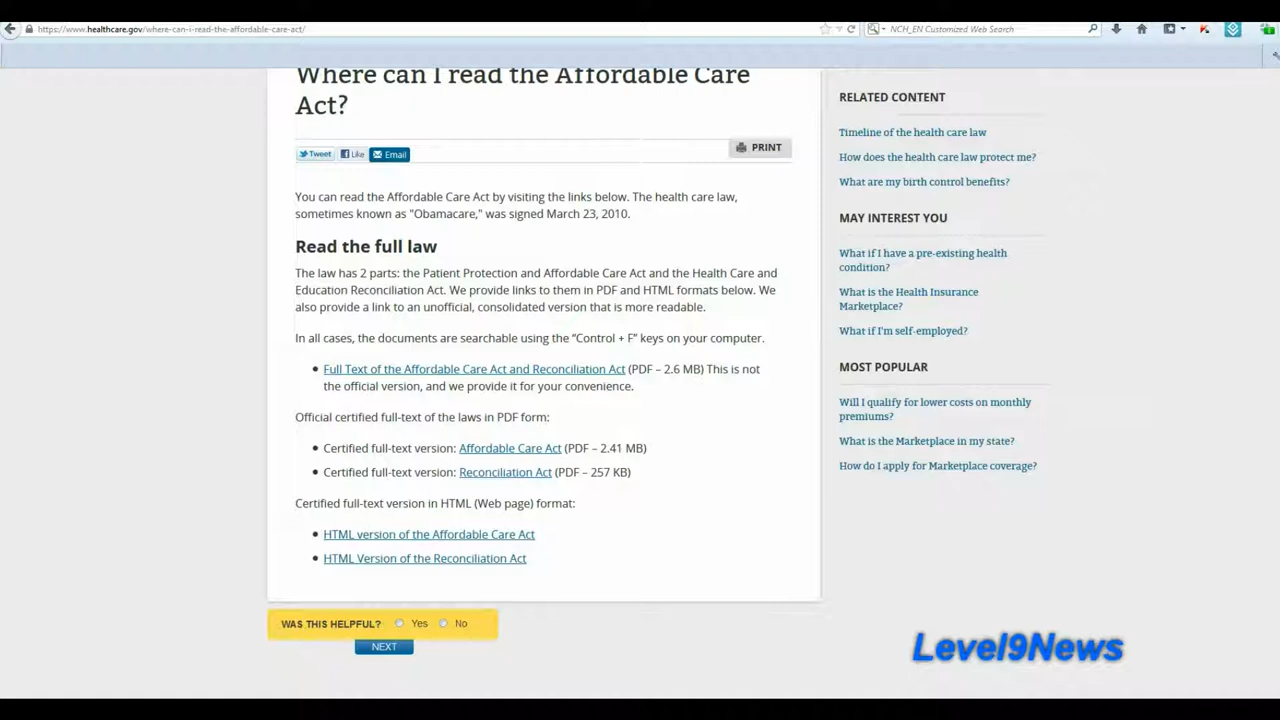 https://www.healthcare.gov/where-can-i-read-the-affordable-care-act/
NCH_EN Customized Web Search
Where can I read the Affordable Care
Act?
Tweet Like Email
PRINT
You can read the Affordable Care Act by visiting the links below. The health care law,
sometimes known as "Obamacare," was signed March 23, 2010.
Read the full law
The law has 2 parts: the Patient Protection and Affordable Care Act and the Health Care and
Education Reconciliation Act. We provide links to them in PDF and HTML formats below. We
also provide a link to an unofficial, consolidated version that is more readable.
In all cases, the documents are searchable using the “Control + F” keys on your computer.
• Full Text of the Affordable Care Act and Reconciliation Act (PDF – 2.6 MB) This is not
the official version, and we provide it for your convenience.
Official certified full-text of the laws in PDF form:
• Certified full-text version: Affordable Care Act (PDF – 2.41 MB)
• Certified full-text version: Reconciliation Act (PDF – 257 KB)
Certified full-text version in HTML (Web page) format:
• HTML version of the Affordable Care Act
• HTML Version of the Reconciliation Act
WAS THIS HELPFUL? Yes No
NEXT
RELATED CONTENT
Timeline of the health care law
How does the health care law protect me?
What are my birth control benefits?
MAY INTEREST YOU
What if I have a pre-existing health
condition?
What is the Health Insurance
Marketplace?
What if I'm self-employed?
MOST POPULAR
Will I qualify for lower costs on monthly
premiums?
What is the Marketplace in my state?
How do I apply for Marketplace coverage?
Level9News